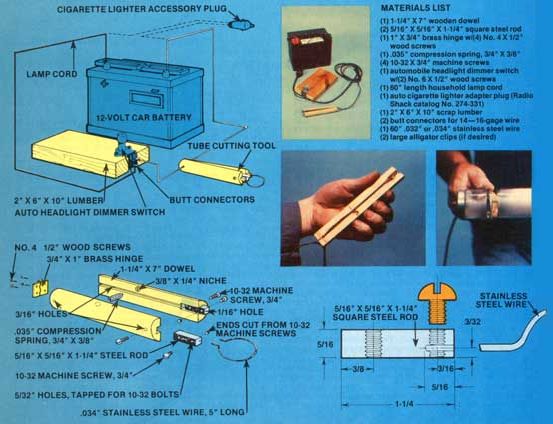 CIGARETTE LIGHTER ACCESSORY PLUG
LAMP CORD
12-VOLT CAR BATTERY
TUBE CUTTING TOOL
2" X 6" X 10" LUMBER
BUTT CONNECTORS
AUTO HEADLIGHT DIMMER SWITCH
MATERIALS LIST
(1) 1-1/4" X 7" wooden dowel
(2) 5/16" X 5/16" X 1-1/4" square steel rod
(1) 1" X 3/4" brass hinge w/(4) No. 4 X 1/2"
wood screws
(1) .035" compression spring, 3/4" X 3/8"
(4) 10-32 X 3/4" machine screws
(1) automobile headlight dimmer switch
w/(2) No. 6 X 1/2" wood screws
(1) 60" length household lamp cord
(1) auto cigarette lighter adapter plug (Radio
Shack catalog No. 274-331)
(1) 2" X 6" X 10" scrap lumber
(2) butt connectors for 14—16-gage wire
(1) 60" .032" or .034" stainless steel wire
(2) large alligator clips (if desired)
NO. 4 1/2" WOOD SCREWS
3/4" X 1" BRASS HINGE
1-1/4" X 7" DOWEL
3/8" X 1/4" NICHE
10-32 MACHINE
SCREW, 3/4"
1/16" HOLE
3/16" HOLES
ENDS CUT FROM 10-32
MACHINE SCREWS
.035" COMPRESSION
SPRING, 3/4" X 3/8"
5/16" X 5/16" X 1-1/4" STEEL ROD
10-32 MACHINE SCREW, 3/4"
5/32" HOLES, TAPPED FOR 10-32 BOLTS
.034" STAINLESS STEEL WIRE, 5" LONG
5/16" X 5/16" X 1-1/4"
SQUARE STEEL ROD
STAINLESS
STEEL WIRE
3/32
5/16
3/8
3/16
5/16
1-1/4